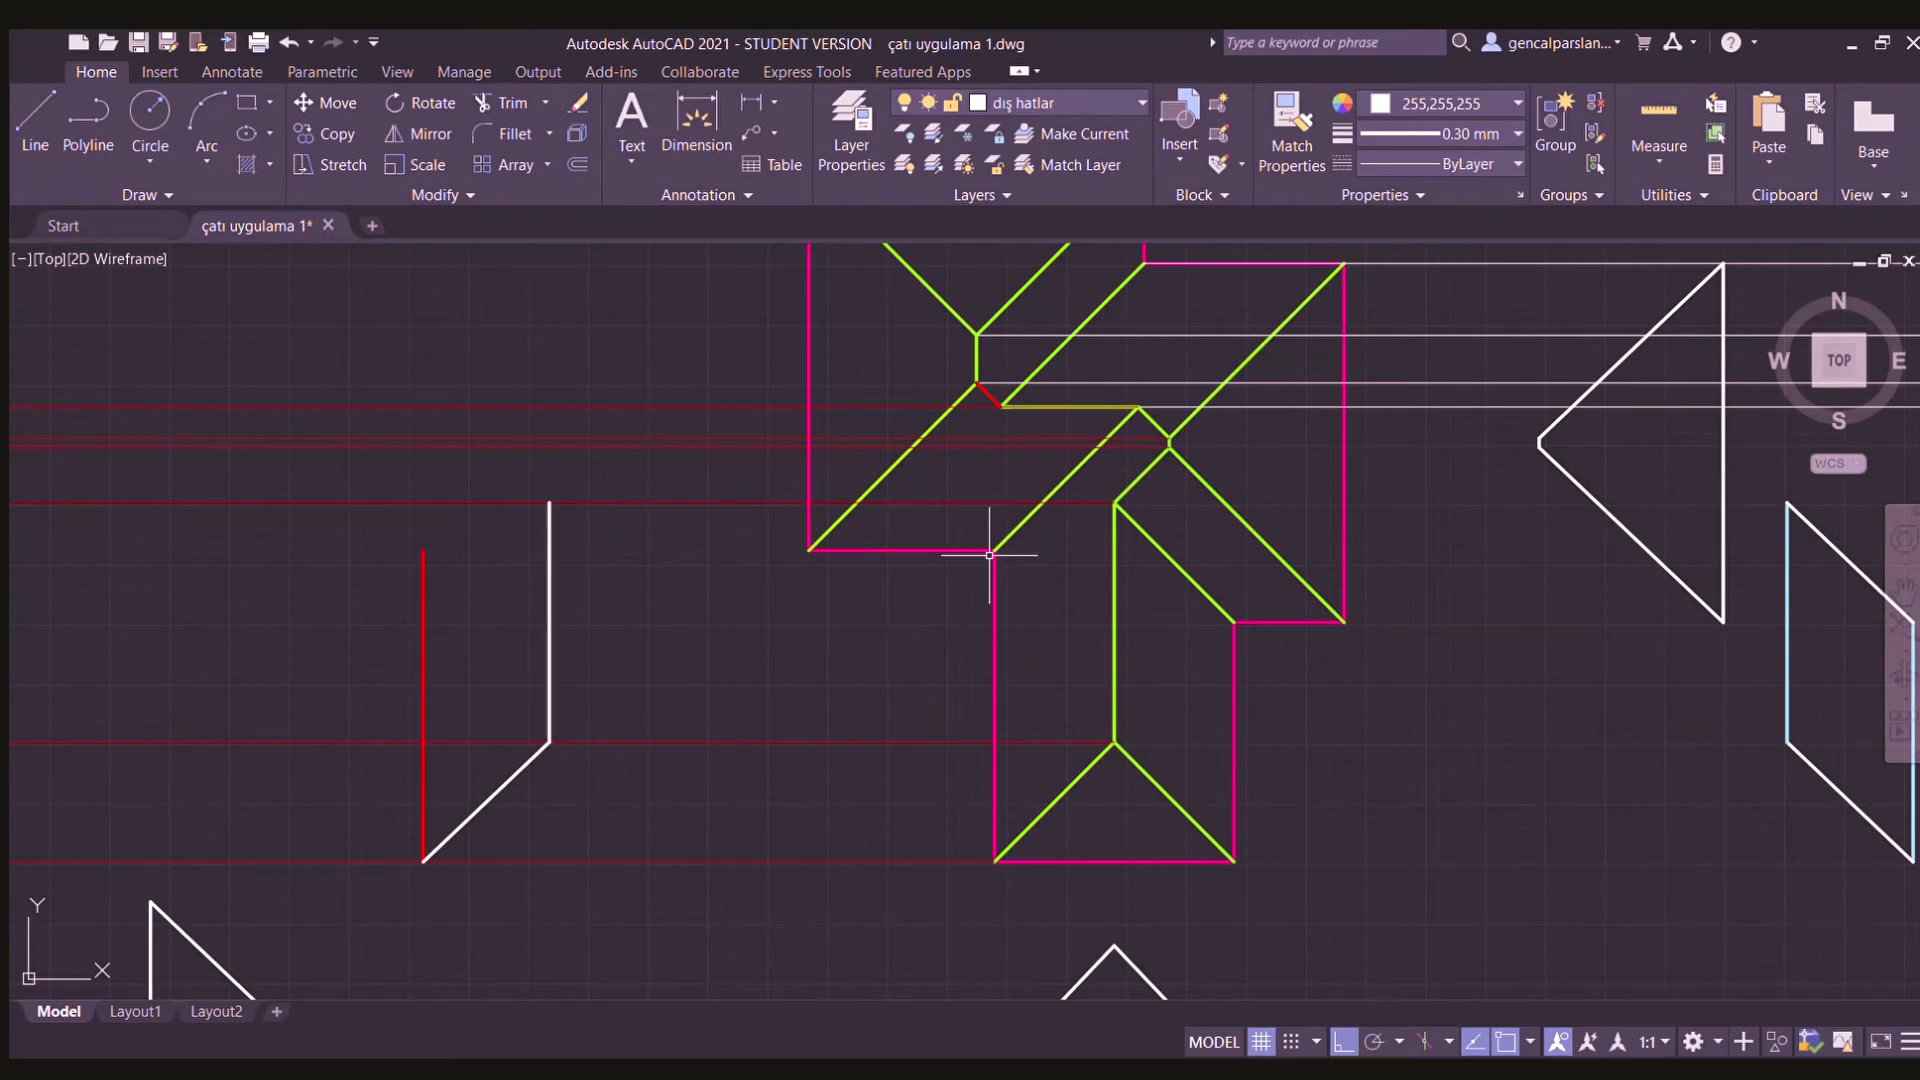 Autodesk AutoCAD 2021 - STUDENT VERSION çatı uygulama 1.dwg
Type a keyword or phrase
gencalparslan...
Home Insert Annotate Parametric View Manage Output Add-ins Collaborate Express Tools Featured Apps
Line Polyline Circle Arc
Move Rotate Trim
Copy Mirror Fillet
Stretch Scale Array
Text Dimension Table
Layer Properties
dış hatlar
Make Current
Match Layer
Insert
Match Properties
255,255,255
0.30 mm
ByLayer
Group Measure Paste Base
Draw Modify Annotation Layers Block Properties Groups Utilities Clipboard View
Start çatı uygulama 1*
[−][Top][2D Wireframe]
N
W TOP E
S
WCS
Y
X
Model Layout1 Layout2
MODEL 1:1